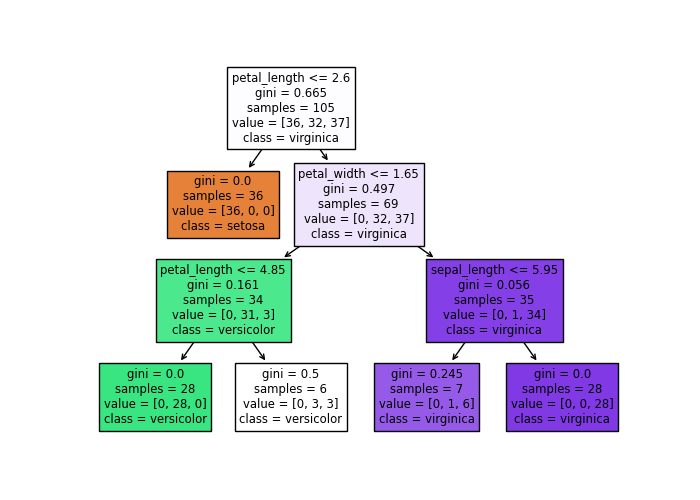 petal_length <= 2.6
gini = 0.665
samples = 105
value = [36, 32, 37]
class = virginica
gini = 0.0
samples = 36
value = [36, 0, 0]
class = setosa
petal_width <= 1.65
gini = 0.497
samples = 69
value = [0, 32, 37]
class = virginica
petal_length <= 4.85
gini = 0.161
samples = 34
value = [0, 31, 3]
class = versicolor
sepal_length <= 5.95
gini = 0.056
samples = 35
value = [0, 1, 34]
class = virginica
gini = 0.0
samples = 28
value = [0, 28, 0]
class = versicolor
gini = 0.5
samples = 6
value = [0, 3, 3]
class = versicolor
gini = 0.245
samples = 7
value = [0, 1, 6]
class = virginica
gini = 0.0
samples = 28
value = [0, 0, 28]
class = virginica